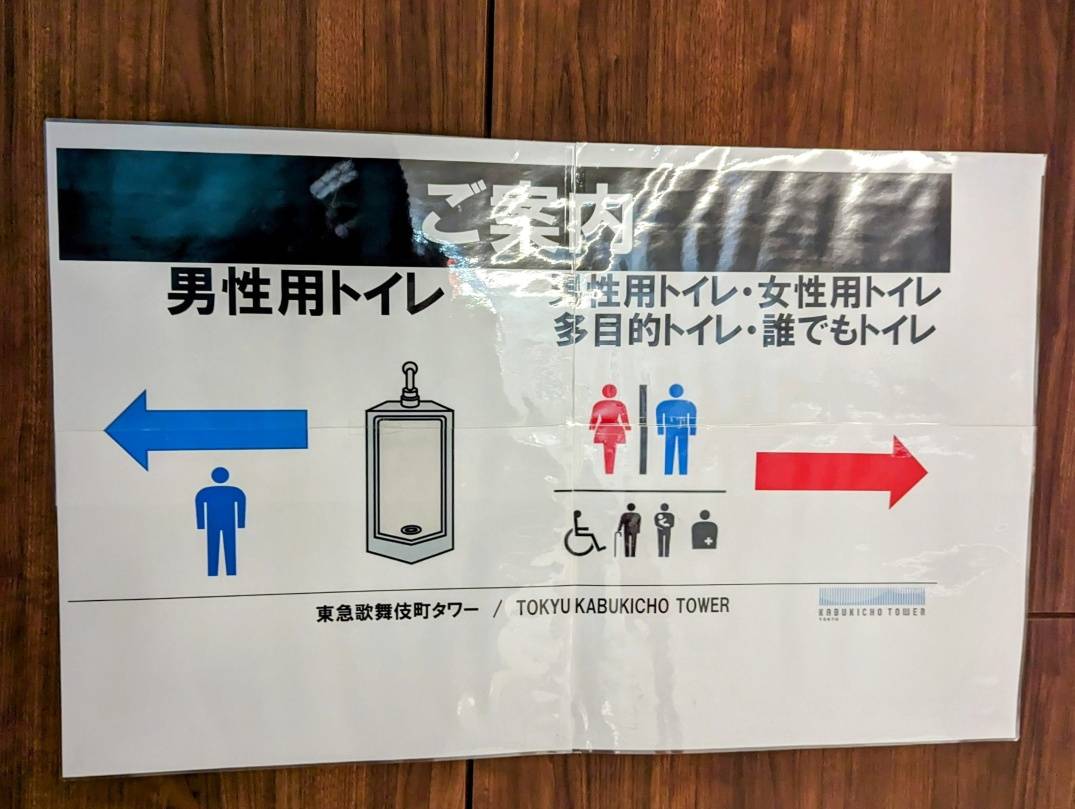 ご案内
男性用トイレ
男性用トイレ・女性用トイレ
多目的トイレ・誰でもトイレ
東急歌舞伎町タワー / TOKYU KABUKICHO TOWER
KABUKICHO TOWER
TOKYU